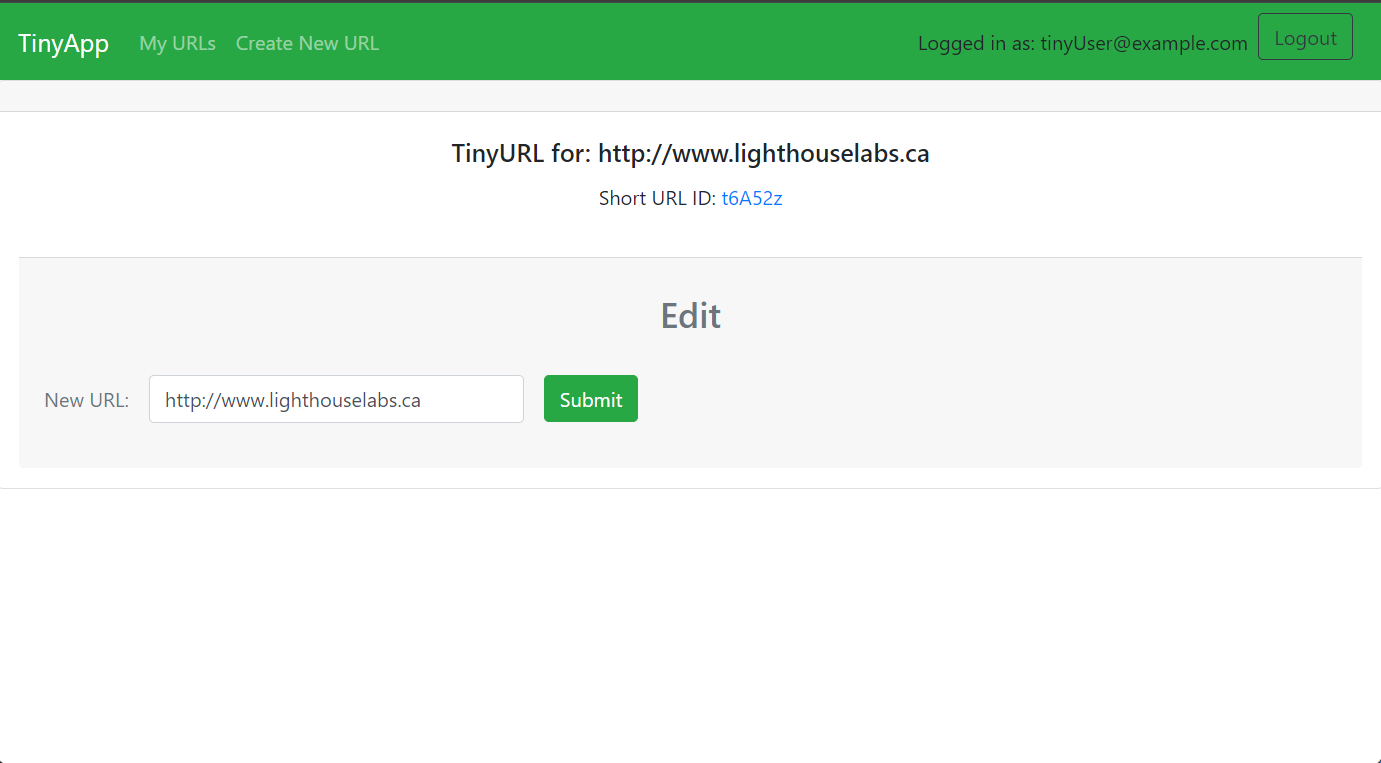 TinyApp My URLs Create New URL Logged in as: tinyUser@example.com Logout
TinyURL for: http://www.lighthouselabs.ca
Short URL ID: t6A52z
Edit
New URL: http://www.lighthouselabs.ca Submit